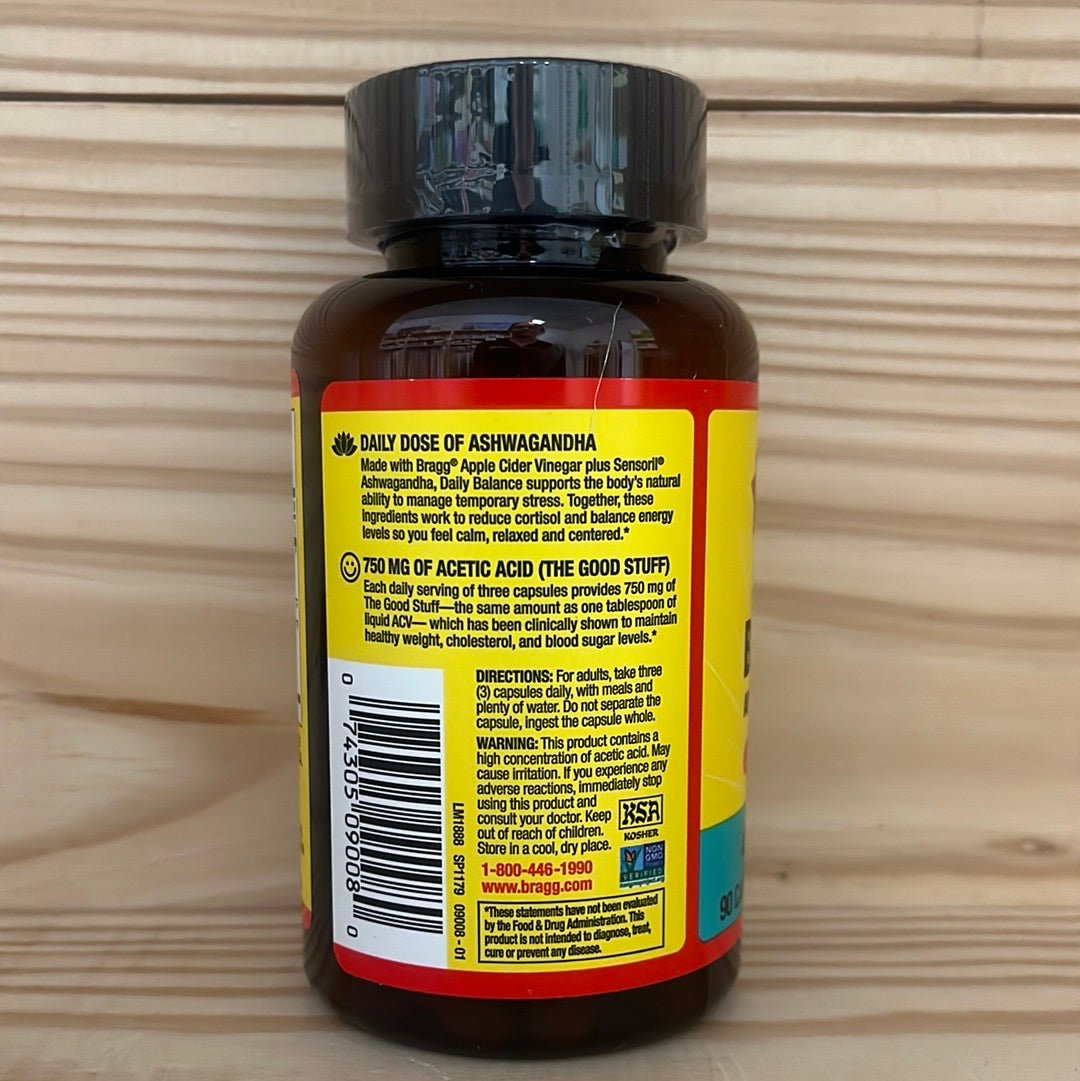 DAILY DOSE OF ASHWAGANDHA
Made with Bragg® Apple Cider Vinegar plus Sensoril®
Ashwagandha, Daily Balance supports the body's natural
ability to manage temporary stress. Together, these
ingredients work to reduce cortisol and balance energy
levels so you feel calm, relaxed and centered.*
750 MG OF ACETIC ACID (THE GOOD STUFF)
Each daily serving of three capsules provides 750 mg of
The Good Stuff—the same amount as one tablespoon of
liquid ACV— which has been clinically shown to maintain
healthy weight, cholesterol, and blood sugar levels.*
DIRECTIONS: For adults, take three
(3) capsules daily, with meals and
plenty of water. Do not separate the
capsule, ingest the capsule whole.
WARNING: This product contains a
high concentration of acetic acid. May
cause irritation. If you experience any
adverse reactions, immediately stop
using this product and
consult your doctor. Keep
out of reach of children.
Store in a cool, dry place.
KSA
KOSHER
NON
GMO
Project
VERIFIED
1-800-446-1990
www.bragg.com
*These statements have not been evaluated
by the Food & Drug Administration. This
product is not intended to diagnose, treat,
cure or prevent any disease.
0 74305 09008 0
LM1888 SP1179 09008-01
90